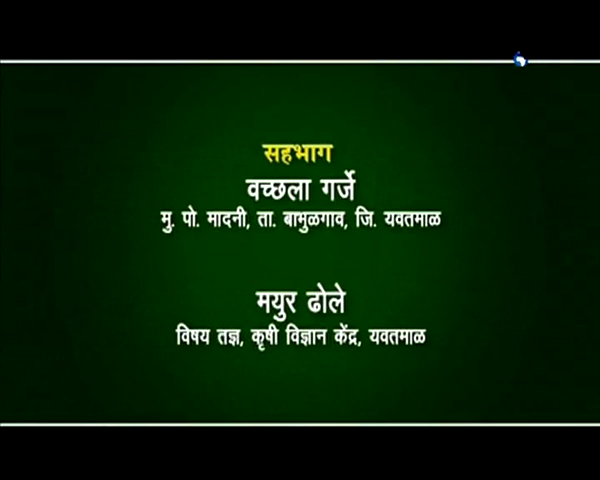 सहभाग
वच्छला गर्जे
मु. पो. मादनी, ता. बामुळगाव, जि. यवतमाळ
मयुर ढोले
विषय तज्ञ, कृषी विज्ञान केंद्र, यवतमाळ